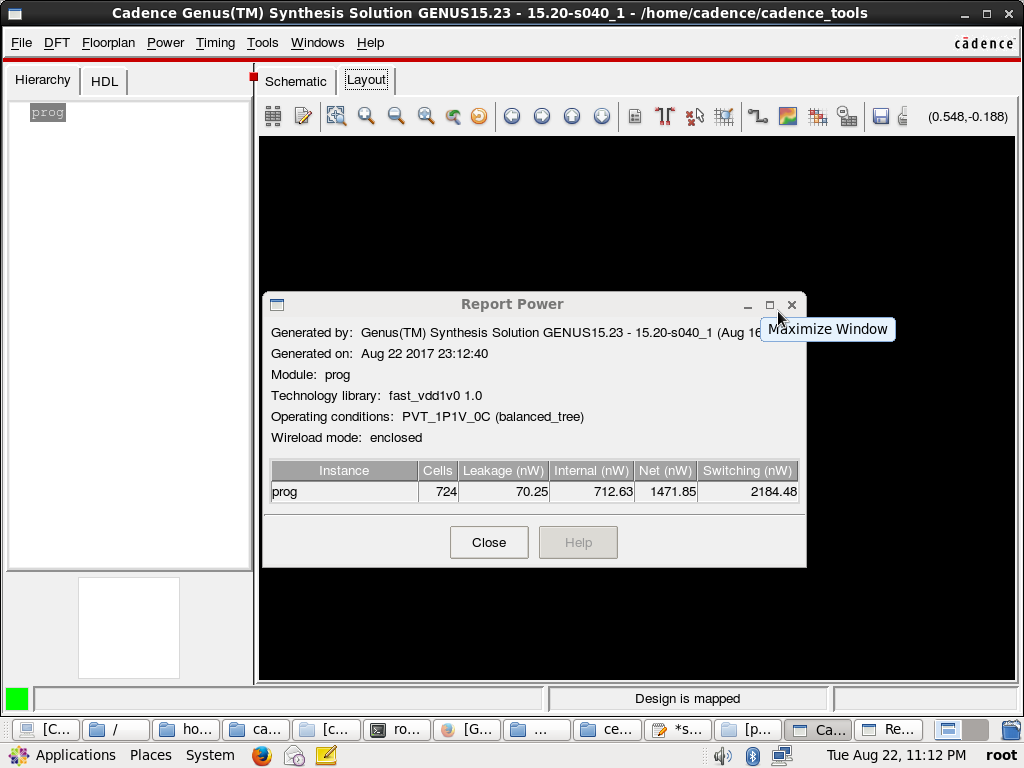 Cadence Genus(TM) Synthesis Solution GENUS15.23 - 15.20-s040_1 - /home/cadence/cadence_tools
File DFT Floorplan Power Timing Tools Windows Help cādence
Hierarchy HDL Schematic Layout
prog
(0.548,-0.188)
Report Power
Generated by: Genus(TM) Synthesis Solution GENUS15.23 - 15.20-s040_1 (Aug 16
Maximize Window
Generated on: Aug 22 2017 23:12:40
Module: prog
Technology library: fast_vdd1v0 1.0
Operating conditions: PVT_1P1V_0C (balanced_tree)
Wireload mode: enclosed
Instance Cells Leakage (nW) Internal (nW) Net (nW) Switching (nW)
prog 724 70.25 712.63 1471.85 2184.48
Close Help
Design is mapped
[C... / ho... ca... [c... ro... [G... ... ce... *s... [p... Ca... Re...
Applications Places System Tue Aug 22, 11:12 PM root